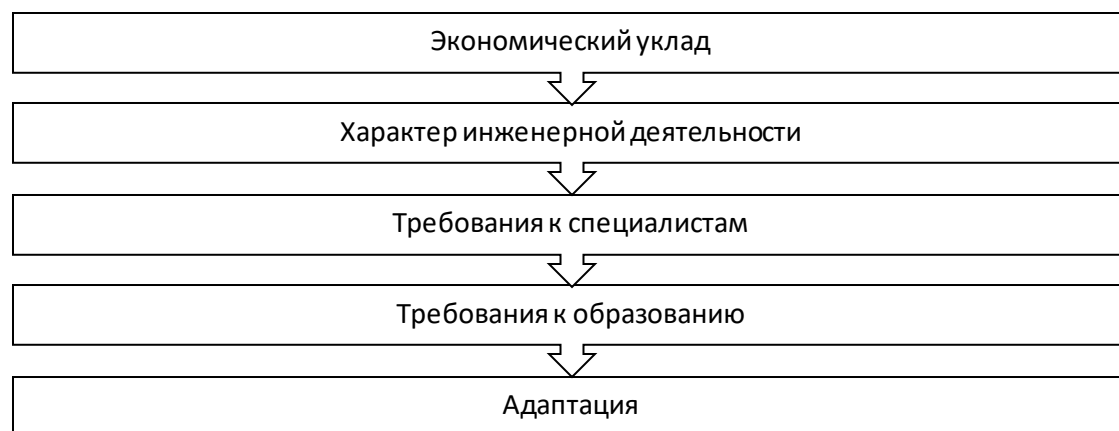 Экономический уклад
Характер инженерной деятельности
Требования к специалистам
Требования к образованию
Адаптация